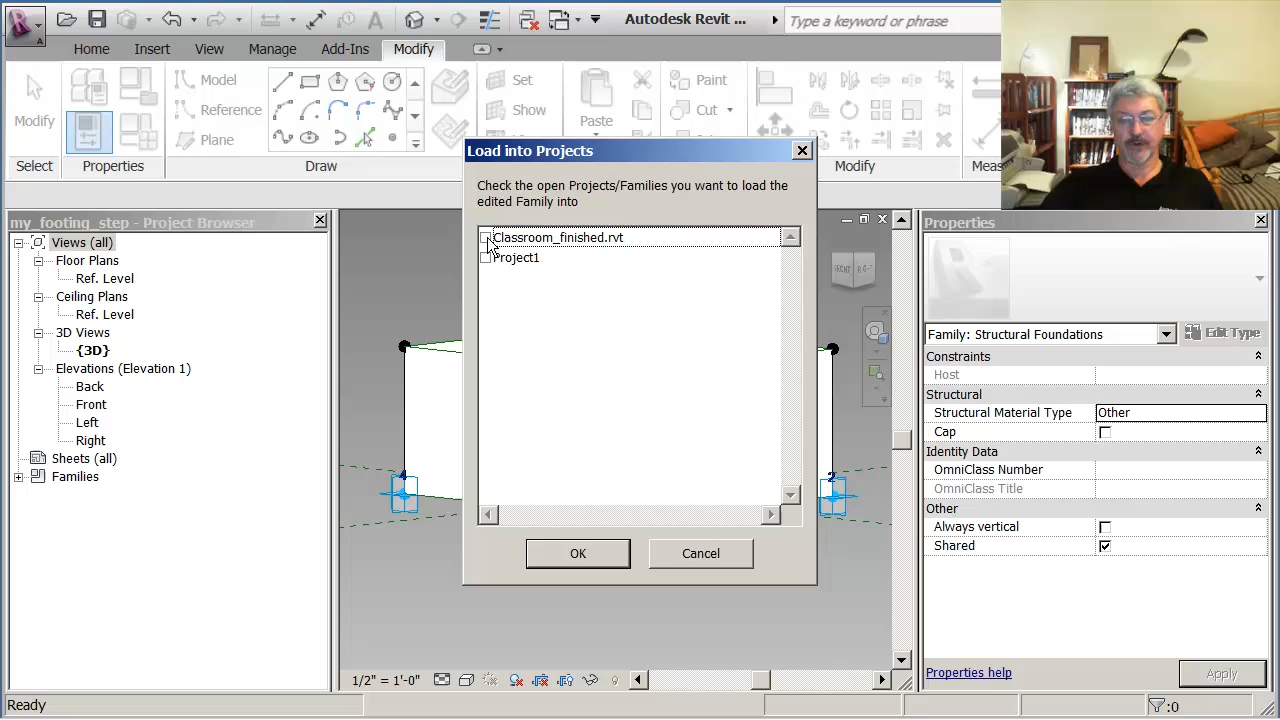 Autodesk Revit ...
Type a keyword or phrase
Home
Insert
View
Manage
Add-Ins
Modify
Modify
Select
Properties
Model
Reference
Plane
Draw
Set
Show
Paste
Paint
Cut
Modify
Meas
Load into Projects
Check the open Projects/Families you want to load the
edited Family into
Classroom_finished.rvt
Project1
OK
Cancel
my_footing_step - Project Browser
Views (all)
Floor Plans
Ref. Level
Ceiling Plans
Ref. Level
3D Views
{3D}
Elevations (Elevation 1)
Back
Front
Left
Right
Sheets (all)
Families
4
2
FRONT
1/2" = 1'-0"
Properties
Family: Structural Foundations
Edit Type
Constraints
Host
Structural
Structural Material Type
Other
Cap
Identity Data
OmniClass Number
OmniClass Title
Other
Always vertical
Shared
Properties help
Apply
Ready
:0